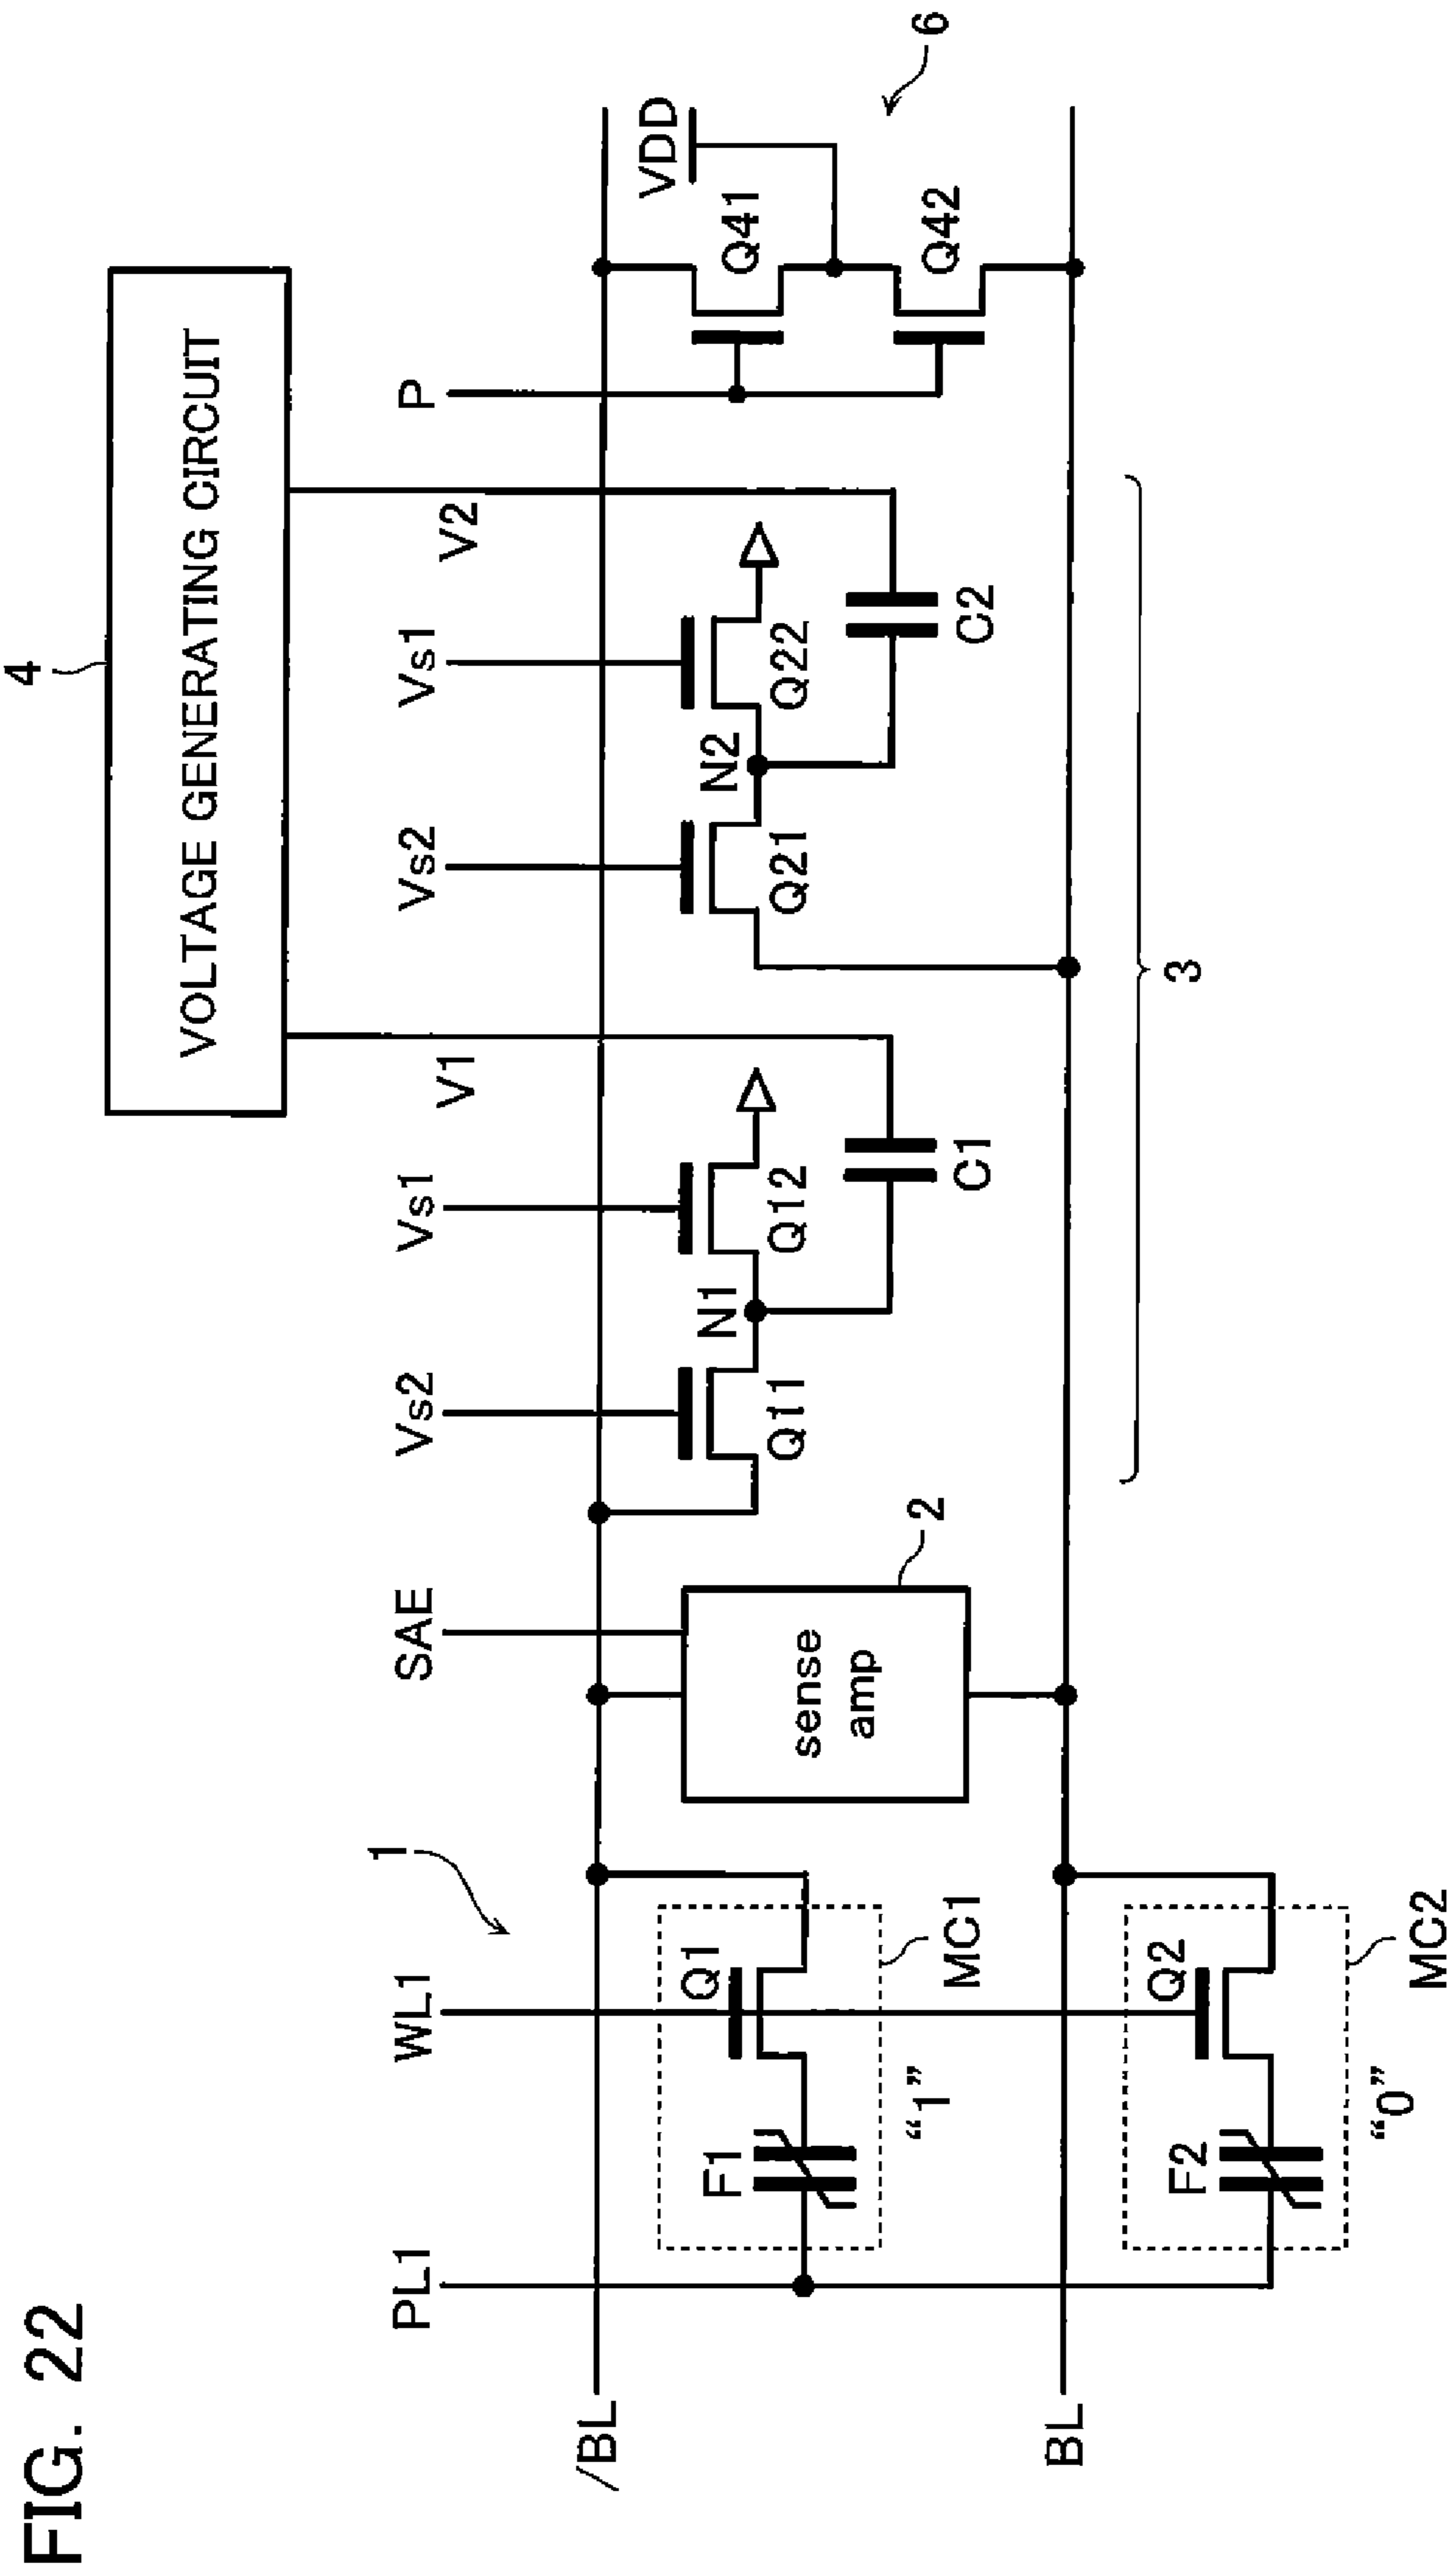 FIG. 22
4
VOLTAGE GENERATING CIRCUIT
PL1
WL1
1
SAE
Vs2
Vs1
V1
Vs2
Vs1
V2
P
/BL
F1
Q1
MC1
"1"
sense
amp
2
Q11
N1
Q12
C1
Q21
N2
Q22
C2
VDD
Q41
Q42
6
BL
F2
Q2
MC2
"0"
3